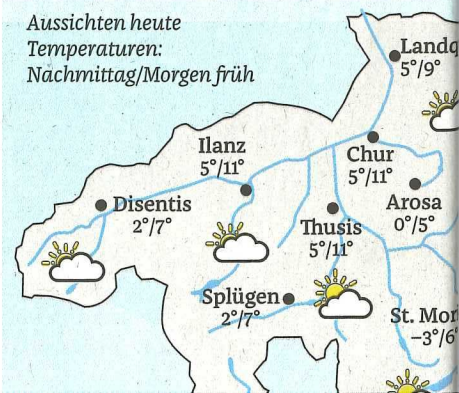 Aussichten heute
Temperaturen:
Nachmittag/Morgen früh
Landq
5°/9°
Ilanz
5°/11°
Chur
5°/11°
Disentis
2°/7°
Arosa
0°/5°
Thusis
5°/11°
Splügen
2°/7°
St. Mor
–3°/6°